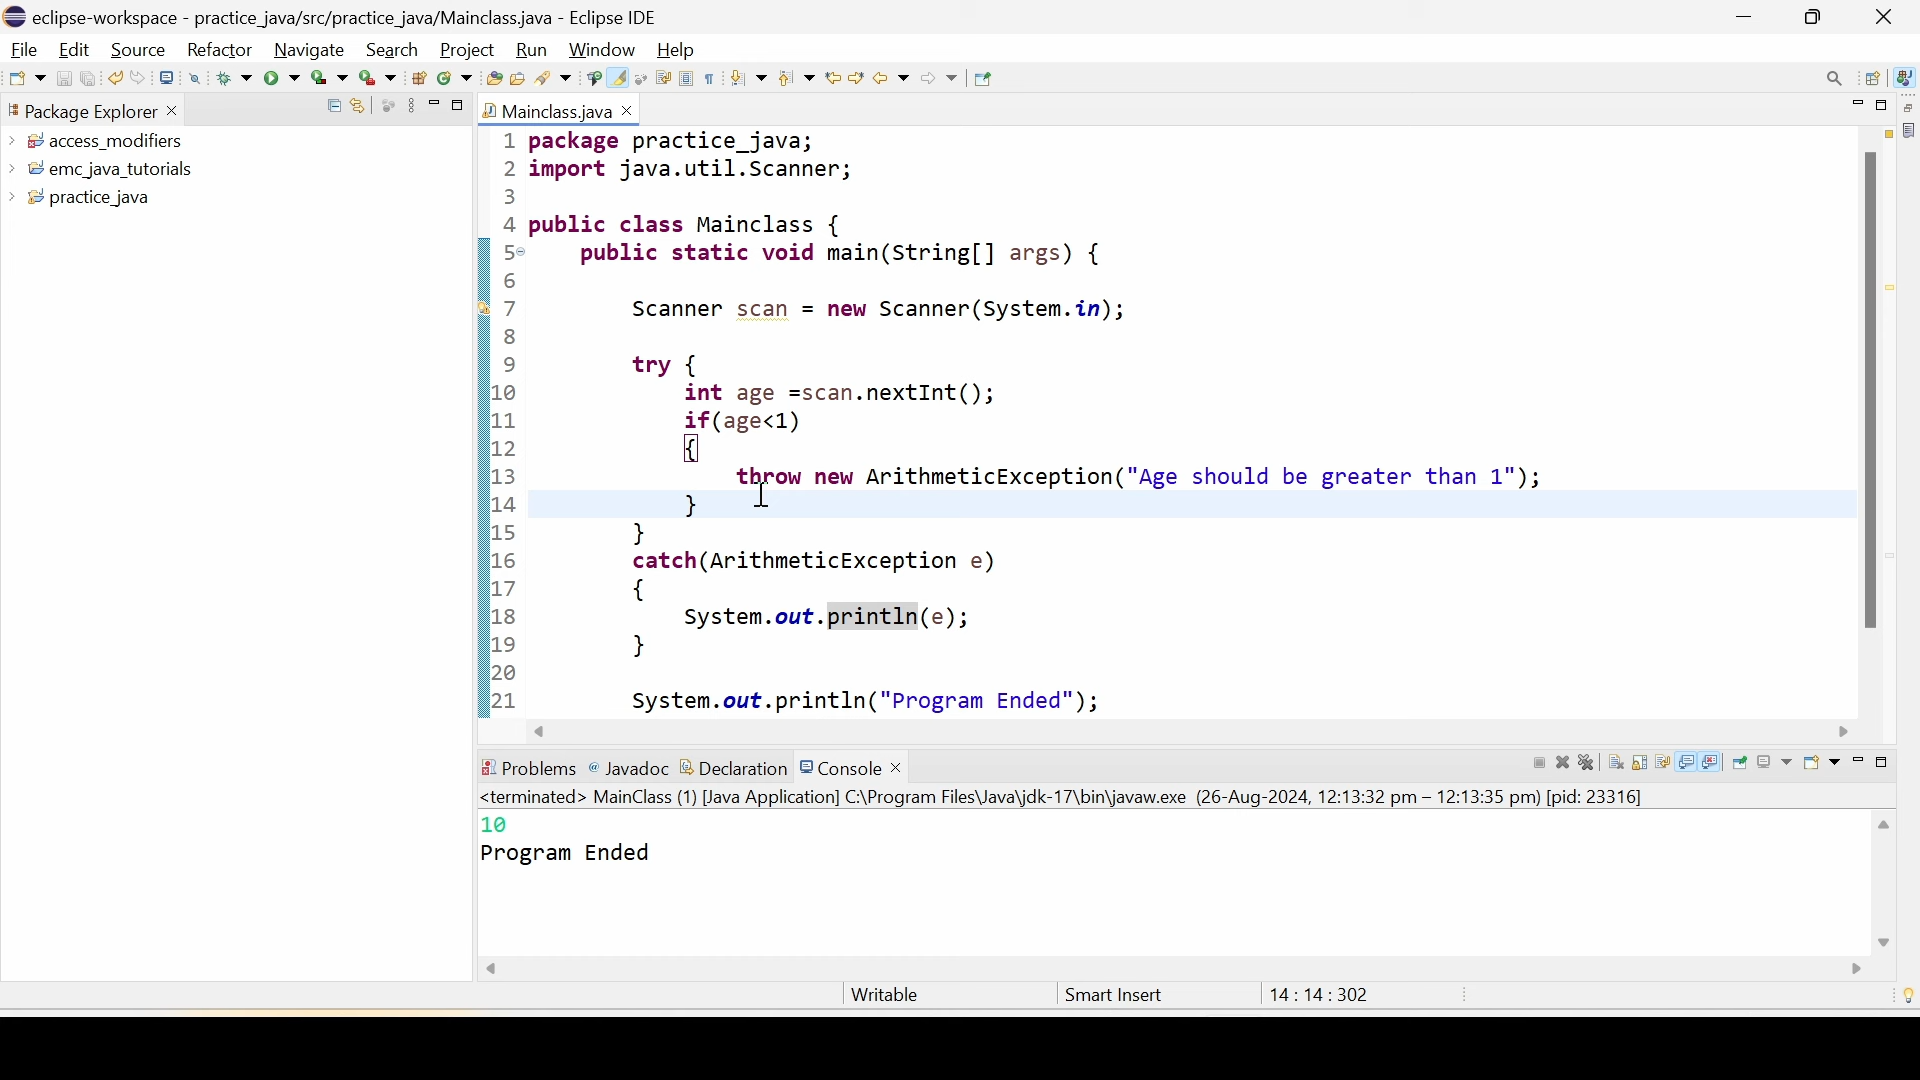 eclipse-workspace - practice_java/src/practice_java/Mainclass.java - Eclipse IDE
File Edit Source Refactor Navigate Search Project Run Window Help
Package Explorer
access_modifiers
emc_java_tutorials
practice_java
Mainclass.java
1 package practice_java;
2 import java.util.Scanner;
3
4 public class Mainclass {
5 public static void main(String[] args) {
6
7 Scanner scan = new Scanner(System.in);
8
9 try {
10 int age =scan.nextInt();
11 if(age<1)
12 {
13 throw new ArithmeticException("Age should be greater than 1");
14 }
15 }
16 catch(ArithmeticException e)
17 {
18 System.out.println(e);
19 }
20
21 System.out.println("Program Ended");
Problems @ Javadoc Declaration Console
<terminated> MainClass (1) [Java Application] C:\Program Files\Java\jdk-17\bin\javaw.exe (26-Aug-2024, 12:13:32 pm – 12:13:35 pm) [pid: 23316]
10
Program Ended
Writable Smart Insert 14 : 14 : 302